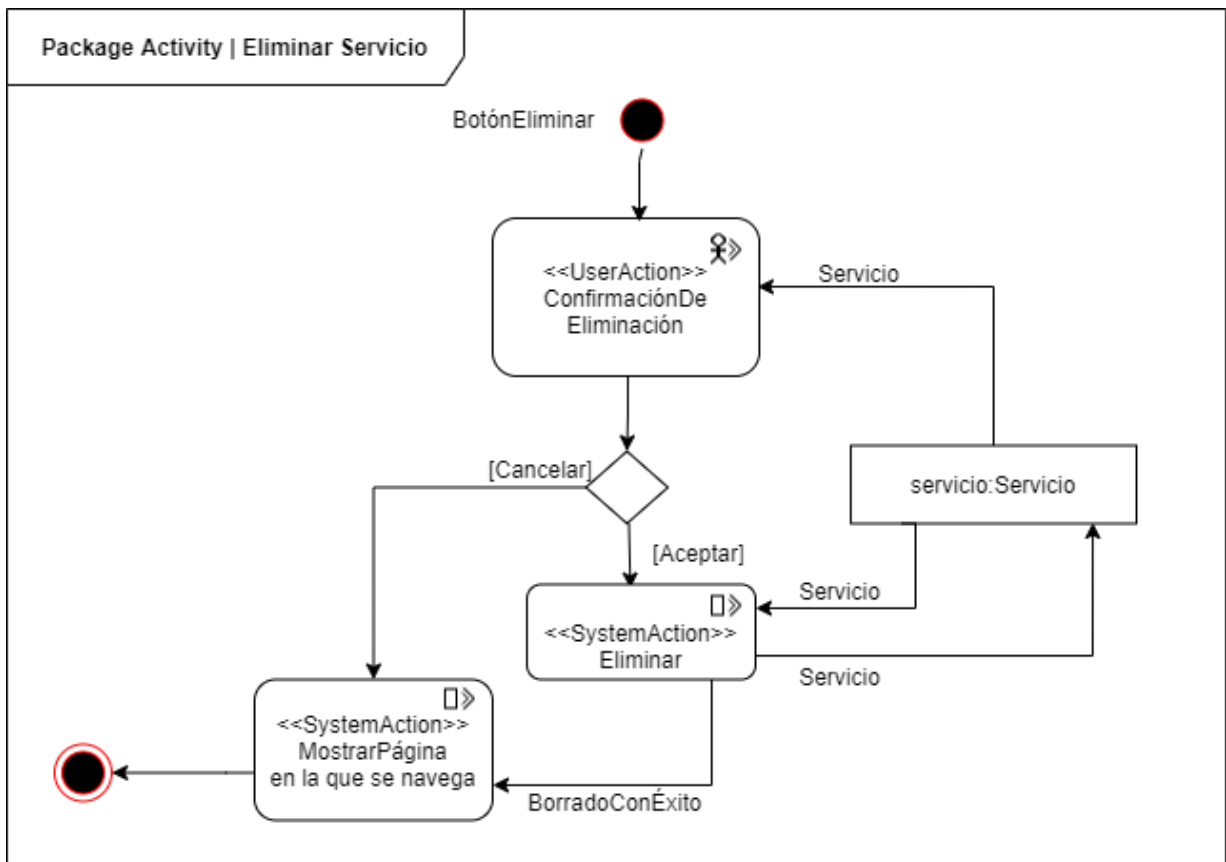 Package Activity | Eliminar Servicio
BotónEliminar
<<UserAction>>
ConfirmaciónDe
Eliminación
Servicio
[Cancelar]
servicio:Servicio
[Aceptar]
Servicio
<<SystemAction>>
Eliminar
Servicio
<<SystemAction>>
MostrarPágina
en la que se navega
BorradoConÉxito